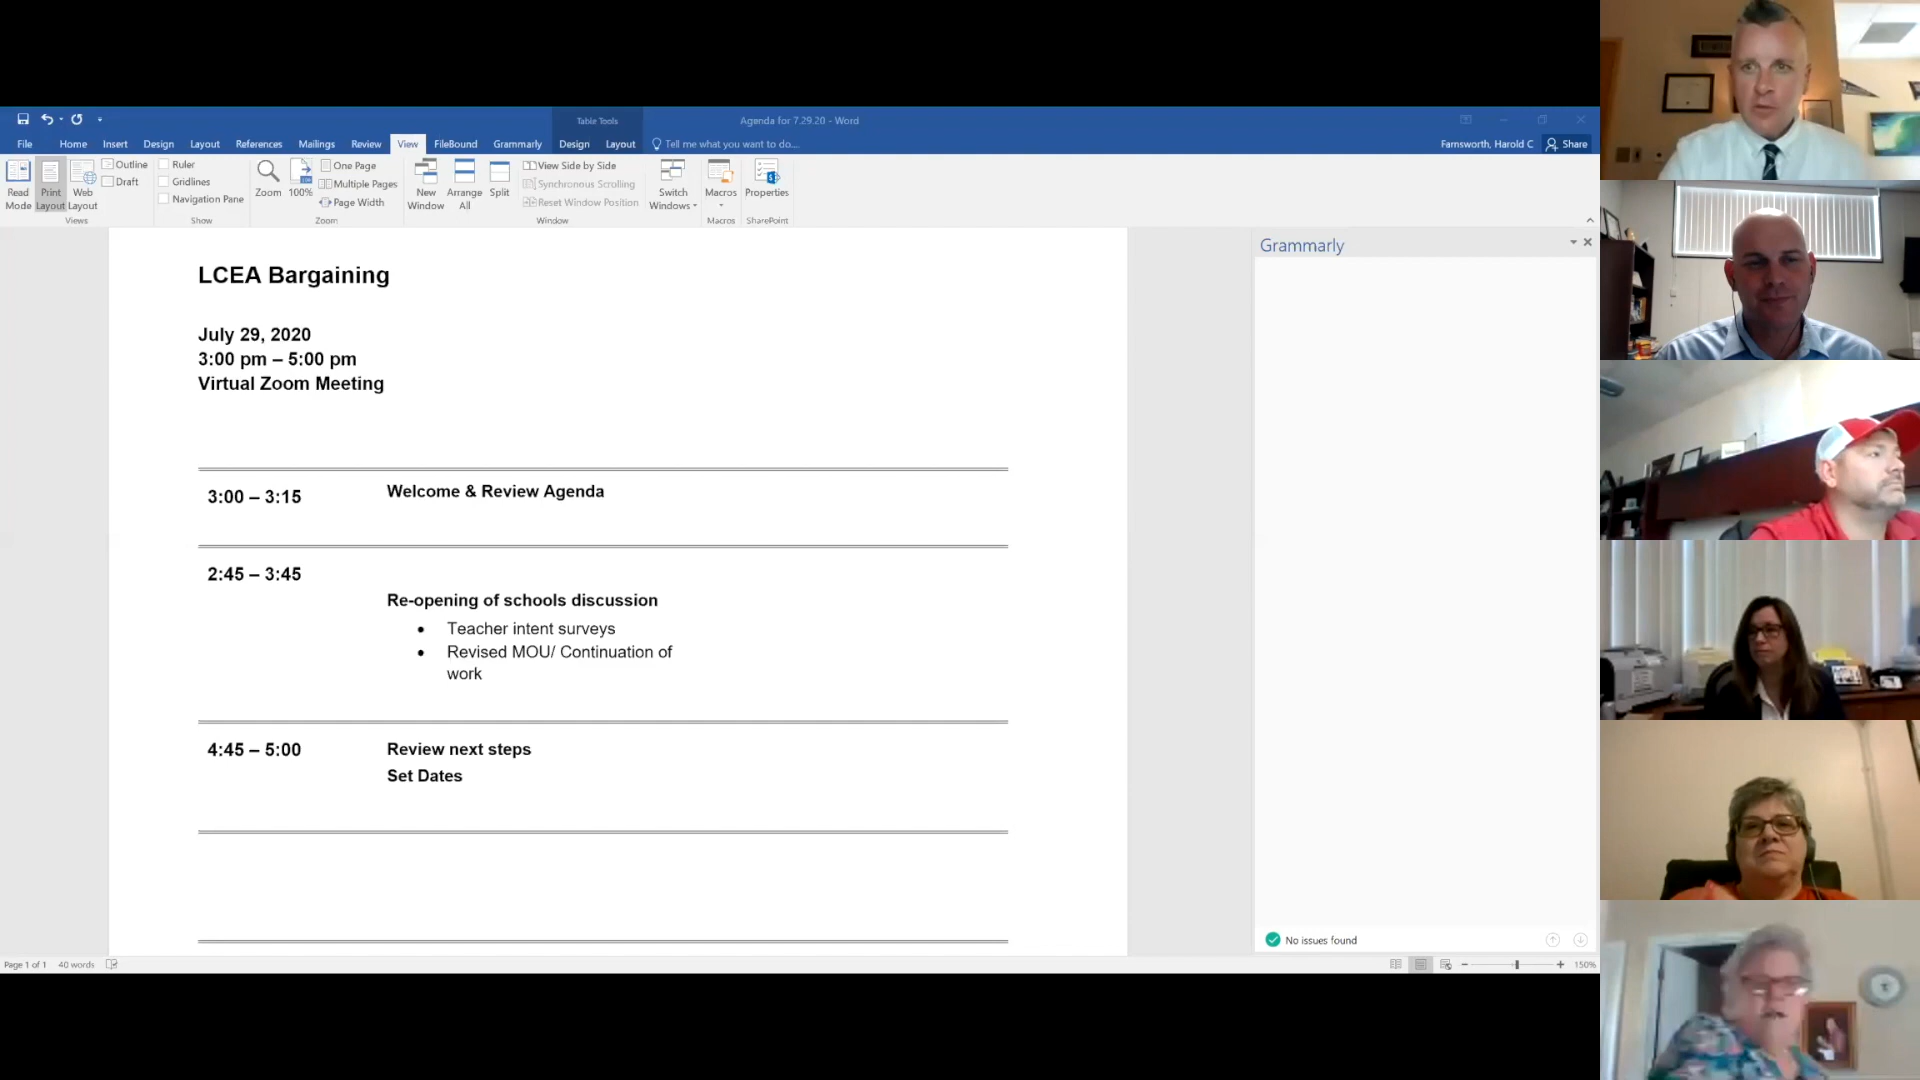 Table Tools
Agenda for 7.29.20 - Word
File Home Insert Design Layout References Mailings Review View FileBound Grammarly Design Layout Tell me what you want to do... Farnsworth, Harold C Share
Read Mode
Print Layout
Web Layout
Outline
Draft
Views
Ruler
Gridlines
Navigation Pane
Show
Zoom
100%
One Page
Multiple Pages
Page Width
Zoom
New Window
Arrange All
Split
View Side by Side
Synchronous Scrolling
Reset Window Position
Window
Switch Windows
Macros
Macros
Properties
SharePoint
LCEA Bargaining
July 29, 2020
3:00 pm – 5:00 pm
Virtual Zoom Meeting
3:00 – 3:15 Welcome & Review Agenda
2:45 – 3:45
Re-opening of schools discussion
• Teacher intent surveys
• Revised MOU/ Continuation of
work
4:45 – 5:00 Review next steps
Set Dates
Grammarly
No issues found
Page 1 of 1 40 words
150%